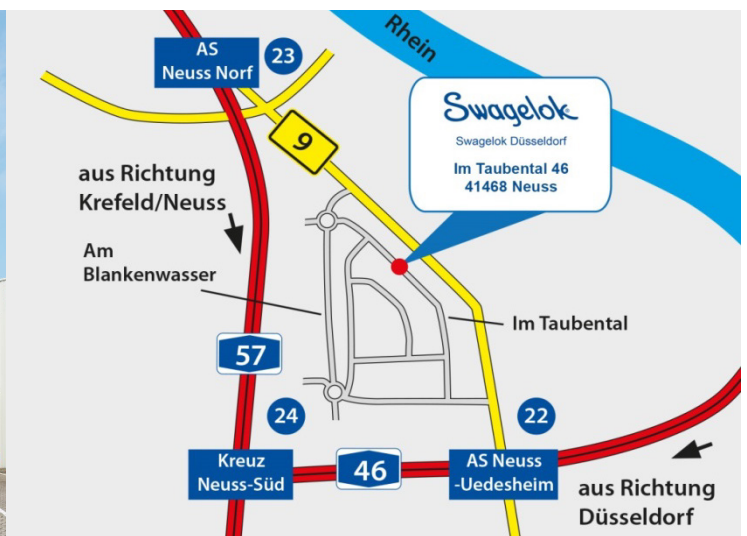 AS
Neuss Norf
23
Rhein
9
Swagelok
Swagelok Düsseldorf
Im Taubental 46
41468 Neuss
aus Richtung
Krefeld/Neuss
Am
Blankenwasser
Im Taubental
57
24
22
Kreuz
Neuss-Süd
46
AS Neuss
-Uedesheim
aus Richtung
Düsseldorf